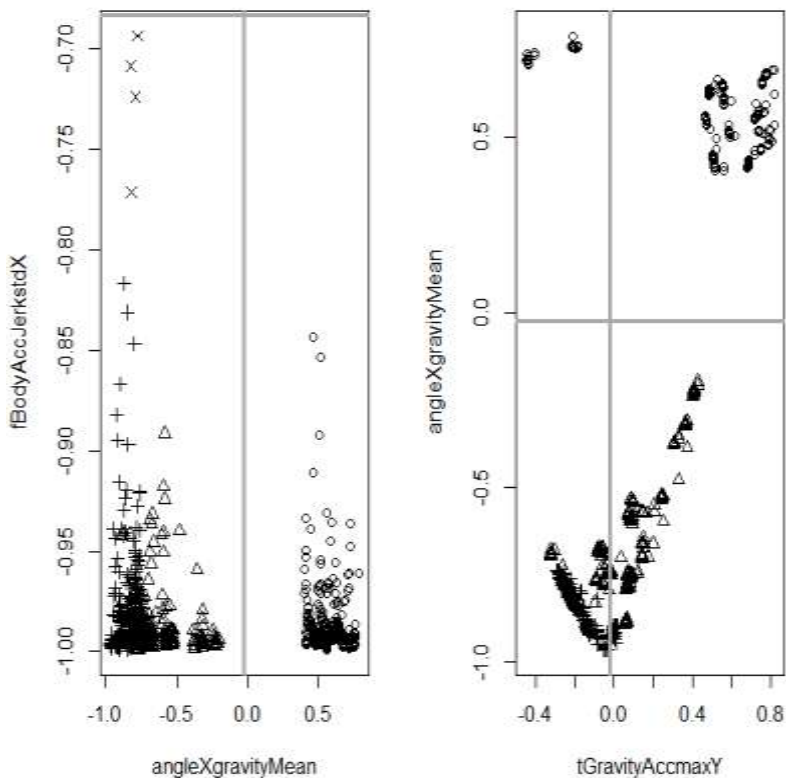 -0.70
-0.75
-0.80
-0.85
-0.90
-0.95
-1.00
fBodyAccJerkstdX
-1.0 -0.5 0.0 0.5
angleXgravityMean
0.5
0.0
-0.5
-1.0
angleXgravityMean
-0.4 0.0 0.4 0.8
tGravityAccmaxY